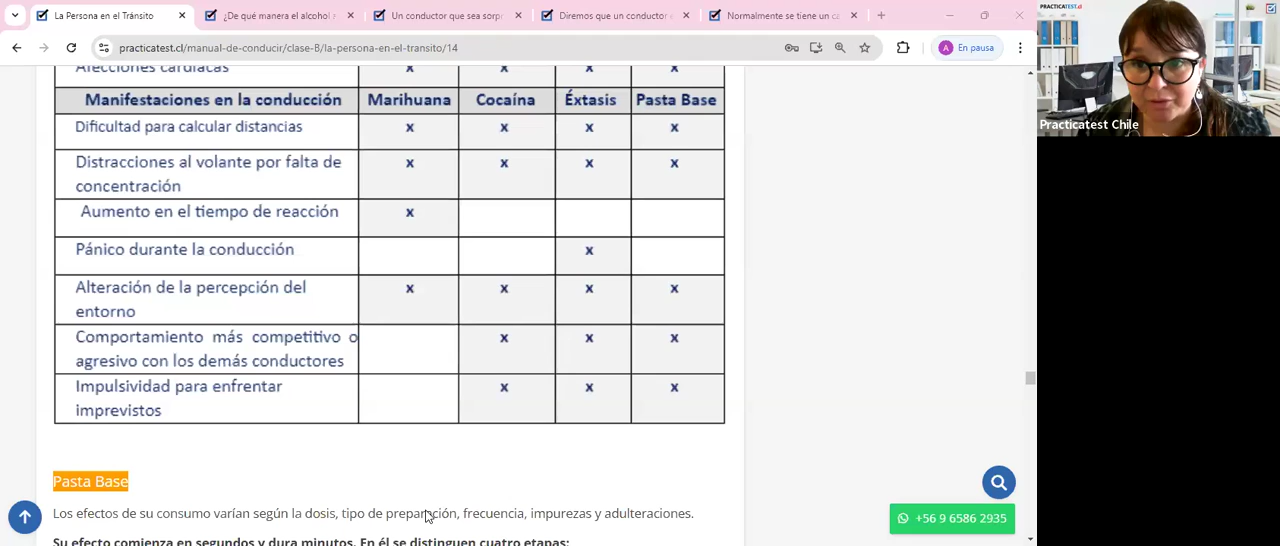 La Persona en el Tránsito
¿De qué manera el alcohol a
Un conductor que sea sorp
Diremos que un conductor e
Normalmente se tiene un ca
practicatest.cl/manual-de-conducir/clase-B/la-persona-en-el-transito/14
A En pausa
Afecciones cardíacas x x x x
Manifestaciones en la conducción Marihuana Cocaína Éxtasis Pasta Base
Dificultad para calcular distancias x x x x
Distracciones al volante por falta de x x x x
concentración
Aumento en el tiempo de reacción x
Pánico durante la conducción x
Alteración de la percepción del x x x x
entorno
Comportamiento más competitivo o x x x
agresivo con los demás conductores
Impulsividad para enfrentar x x x
imprevistos
Pasta Base
Los efectos de su consumo varían según la dosis, tipo de preparación, frecuencia, impurezas y adulteraciones.
Su efecto comienza en segundos y dura minutos. En él se distinguen cuatro etapas:
+56 9 6586 2935
PRACTICATEST.cl
Practicatest Chile